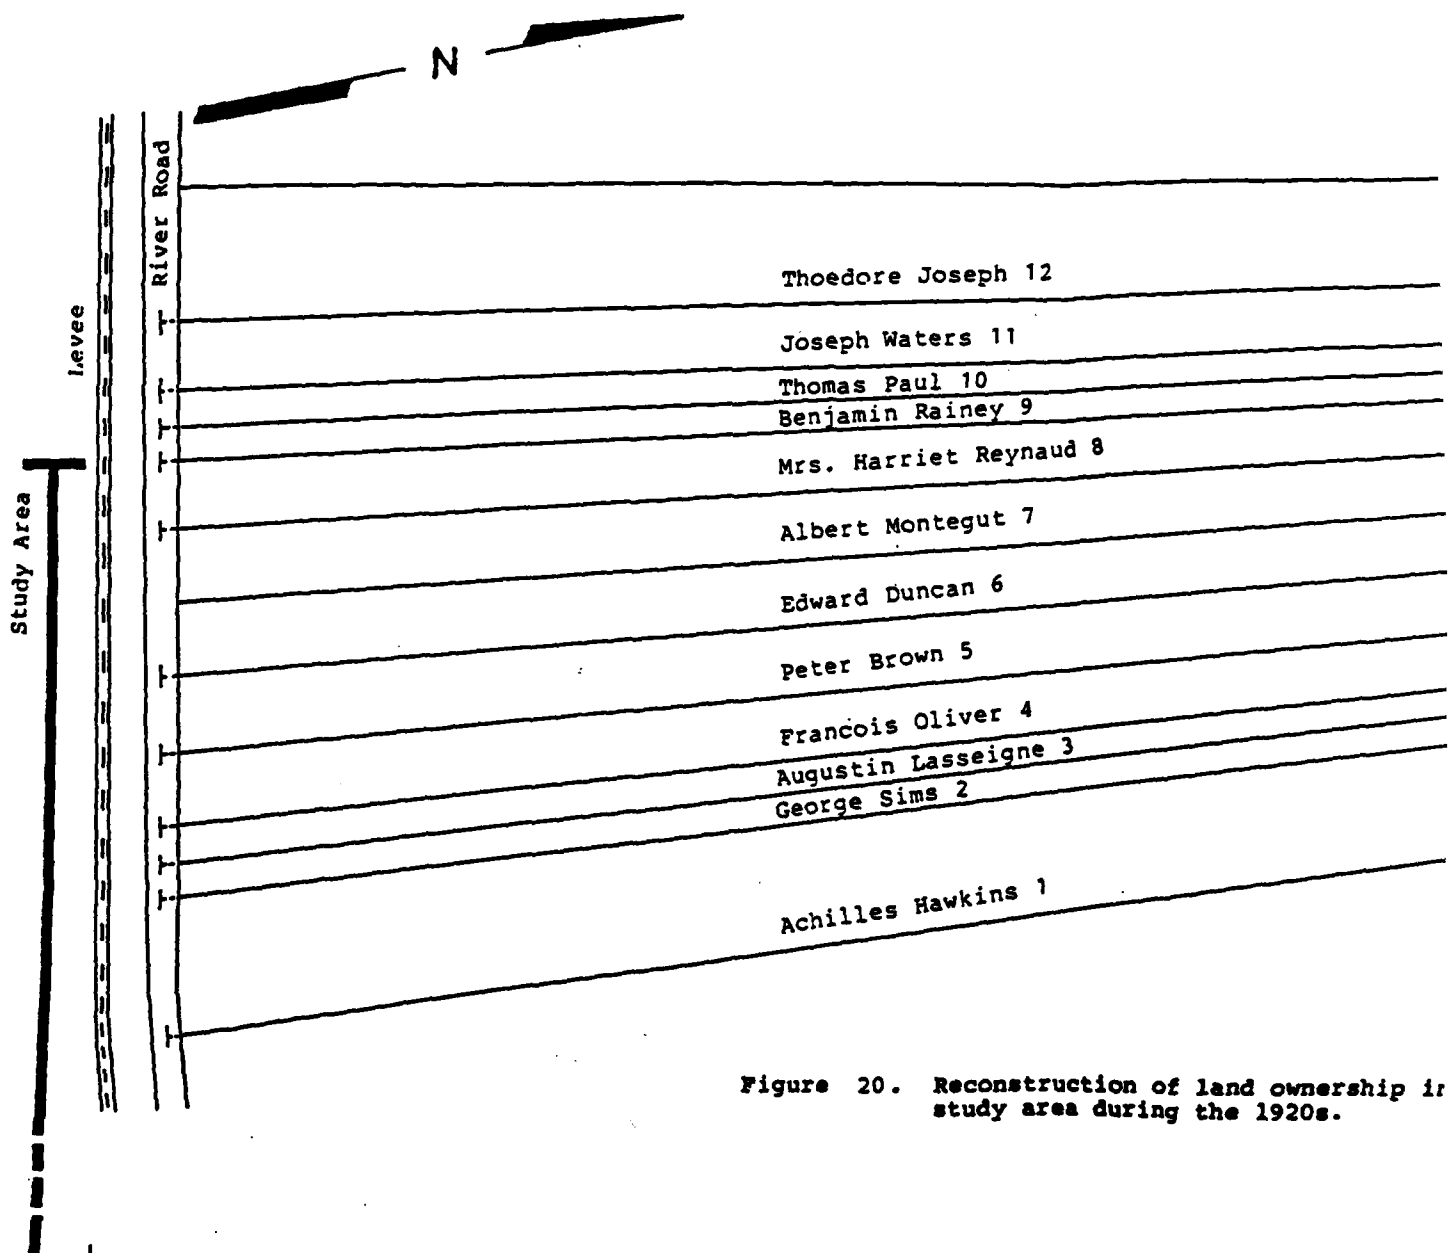 N
River Road
Levee
Study Area
Thoedore Joseph 12
Joseph Waters 11
Thomas Paul 10
Benjamin Rainey 9
Mrs. Harriet Reynaud 8
Albert Montegut 7
Edward Duncan 6
Peter Brown 5
Francois Oliver 4
Augustin Lasseigne 3
George Sims 2
Achilles Hawkins 1
Figure 20. Reconstruction of land ownership in
study area during the 1920s.